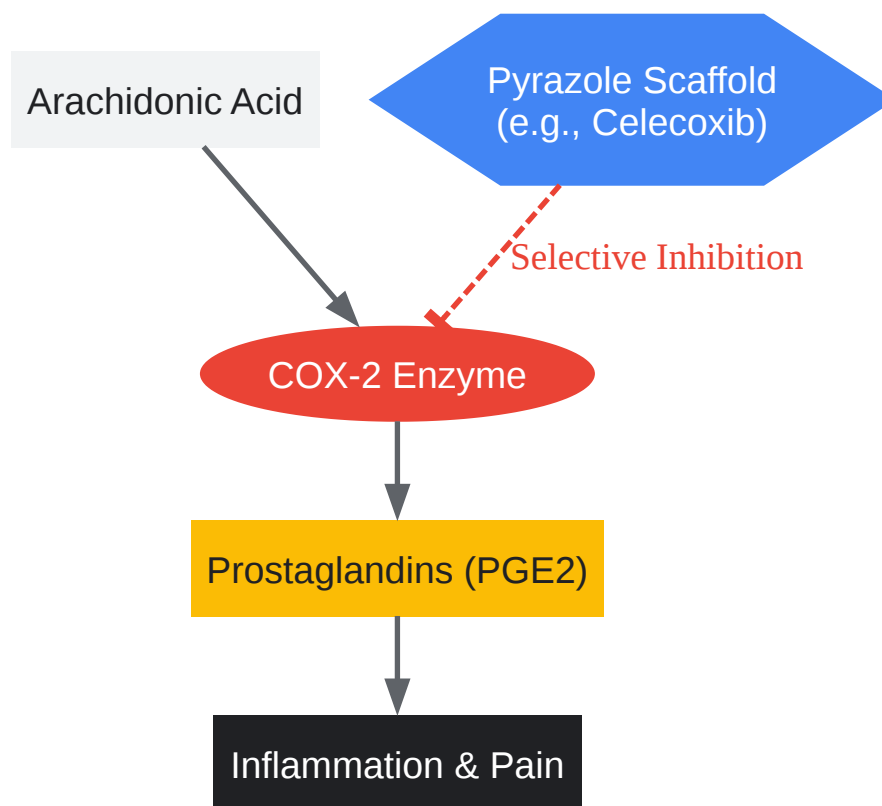 Arachidonic Acid
Pyrazole Scaffold
(e.g., Celecoxib)
Selective Inhibition
COX-2 Enzyme
Prostaglandins (PGE2)
Inflammation & Pain